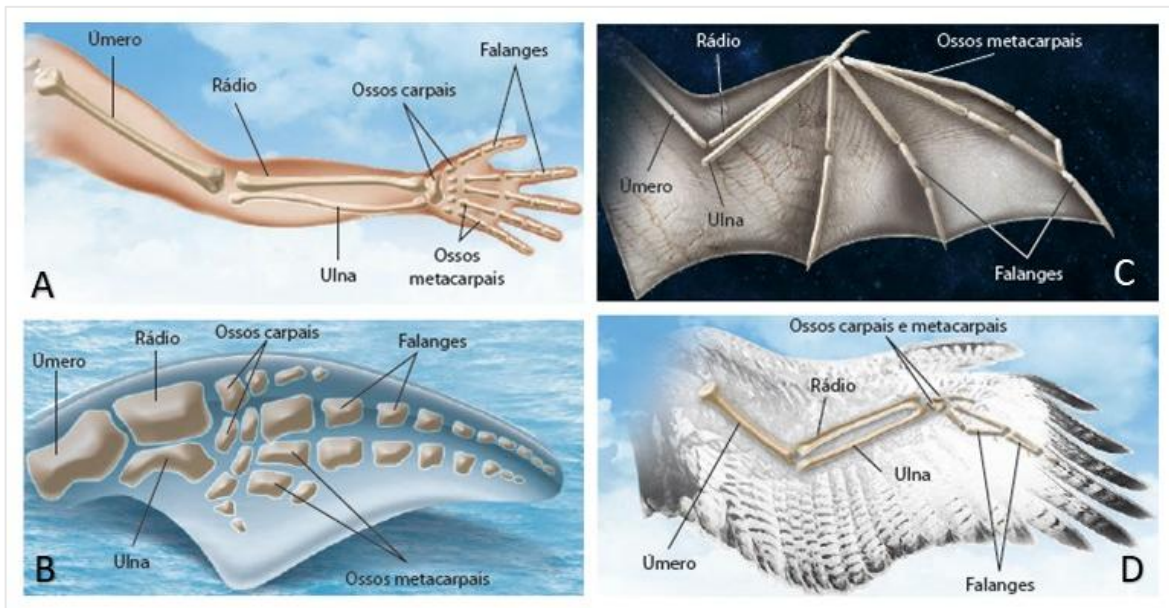 Úmero
Rádio
Ossos carpais
Falanges
Ulna
Ossos
metacarpais
A
Rádio
Ossos metacarpais
Úmero
Ulna
Falanges
C
Úmero
Rádio
Ossos carpais
Falanges
Ulna
Ossos metacarpais
B
Ossos carpais e metacarpais
Rádio
Ulna
Úmero
Falanges
D